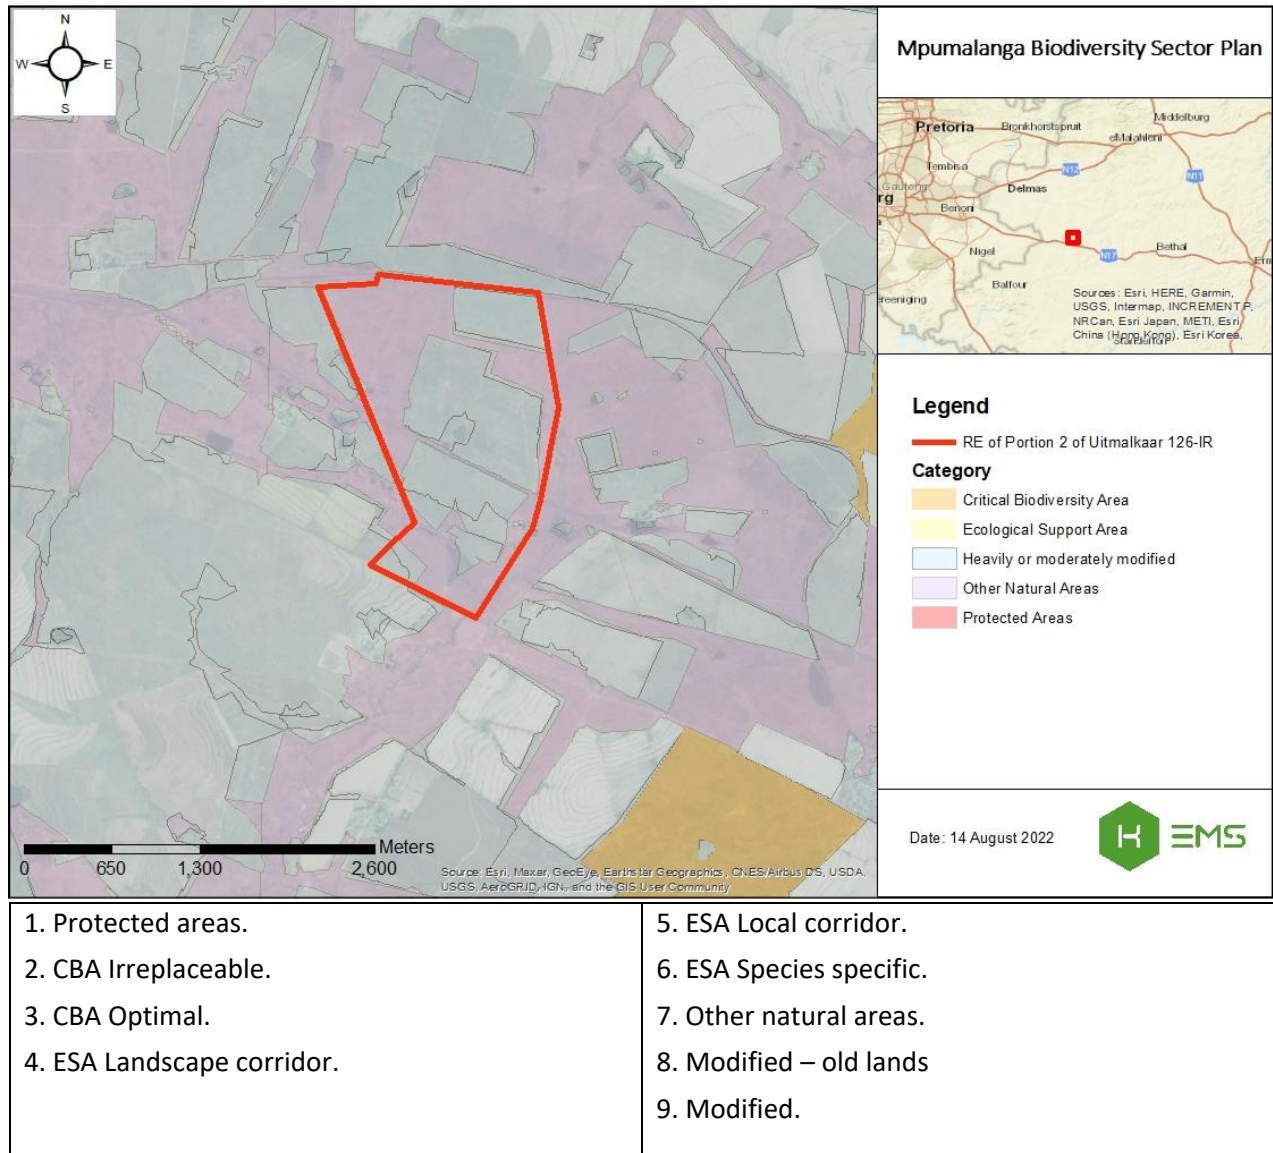 N
W E
S
Mpumalanga Biodiversity Sector Plan
Pretoria
Bronkhorstspruit
Middelburg
eMalahleni
Tembisa
N12
Gauteng
Delmas
N11
rg
Benoni
Nigel
N17
Bethal
Balfour
Erm
ereeniging
Sources: Esri, HERE, Garmin,
USGS, Intermap, INCREMENT P,
NRCan, Esri Japan, METI, Esri
China (Hong Kong), Esri Korea,
Legend
RE of Portion 2 of Uitmalkaar 126-IR
Category
Critical Biodiversity Area
Ecological Support Area
Heavily or moderately modified
Other Natural Areas
Protected Areas
Meters
0 650 1,300 2,600
Source: Esri, Maxar, GeoEye, Earthstar Geographics, CNES/Airbus DS, USDA,
USGS, AeroGRID, IGN, and the GIS User Community
Date: 14 August 2022
K EMS
1. Protected areas.
2. CBA Irreplaceable.
3. CBA Optimal.
4. ESA Landscape corridor.
5. ESA Local corridor.
6. ESA Species specific.
7. Other natural areas.
8. Modified – old lands
9. Modified.